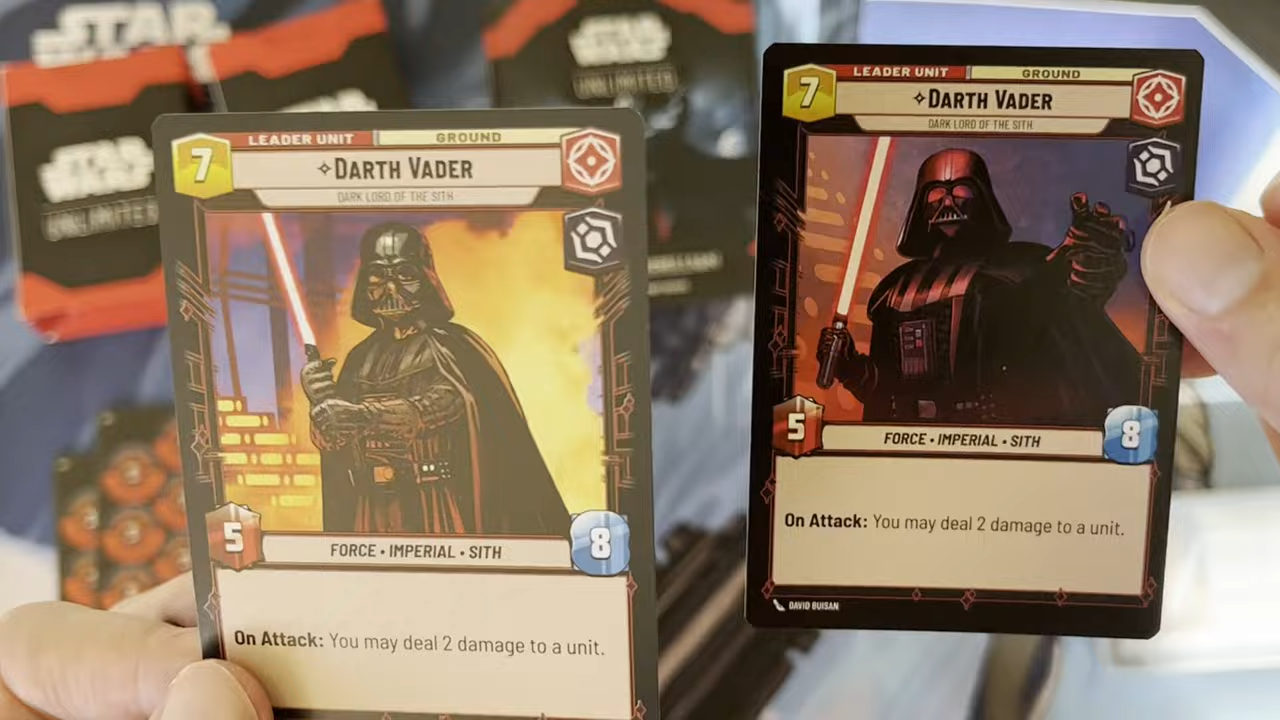 STAR
WARS
STAR
WARS
UNLIMITED
STAR
WARS
UNLIMITED
7
LEADER UNIT
GROUND
DARTH VADER
DARK LORD OF THE SITH
5
FORCE • IMPERIAL • SITH
8
On Attack: You may deal 2 damage to a unit.
7
LEADER UNIT
GROUND
DARTH VADER
DARK LORD OF THE SITH
5
FORCE • IMPERIAL • SITH
8
On Attack: You may deal 2 damage to a unit.
DAVID BUISAN